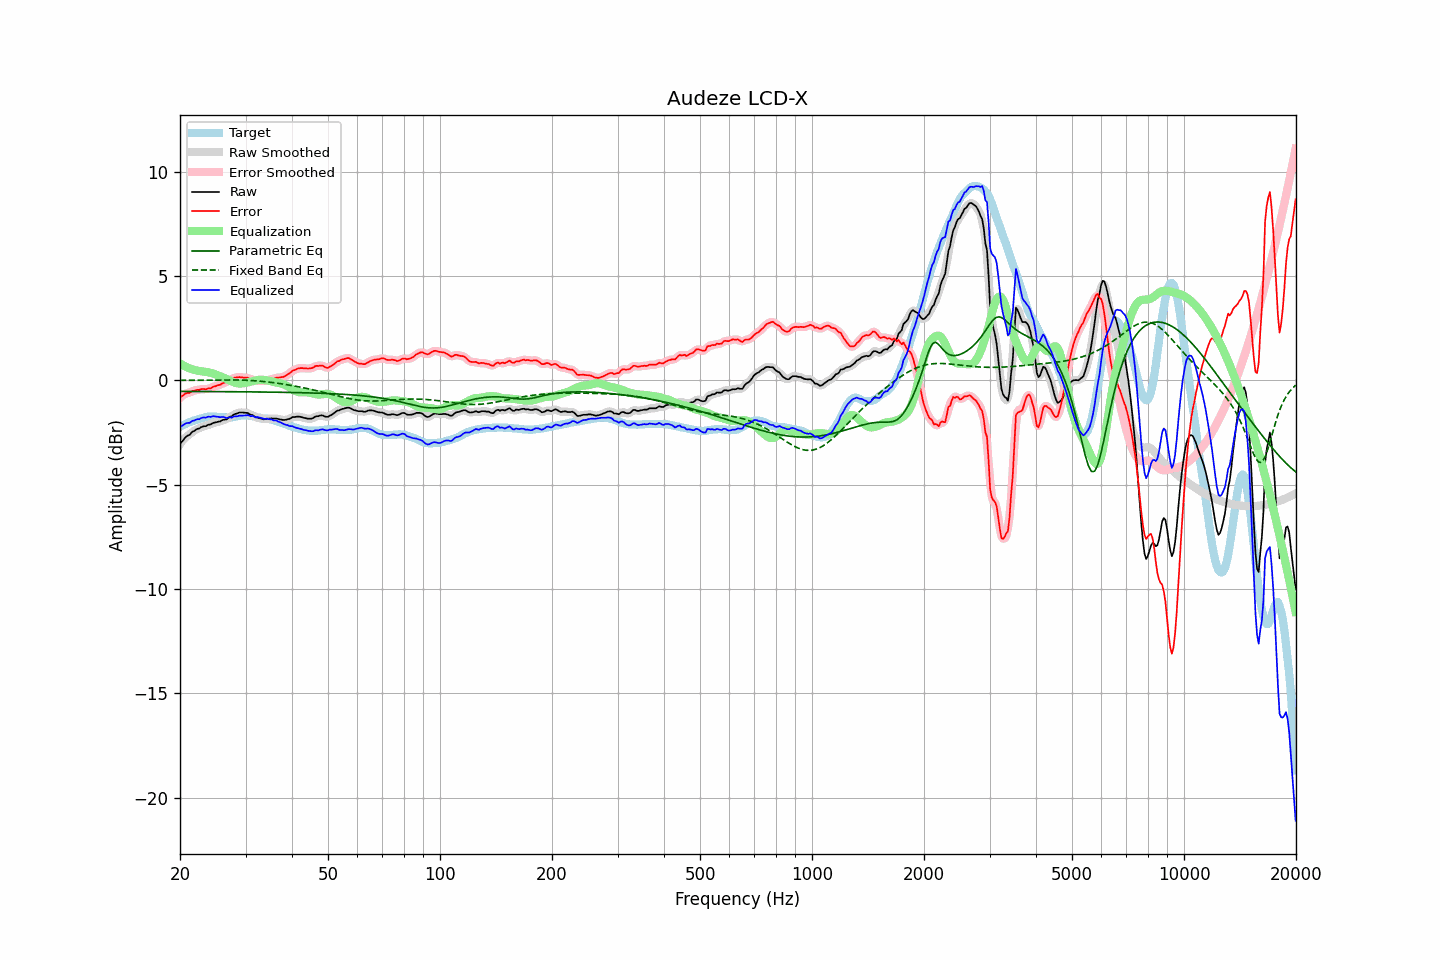 Audeze LCD-X
Target
Raw Smoothed
Error Smoothed
Raw
Error
Equalization
Parametric Eq
Fixed Band Eq
Equalized
Amplitude (dBr)
10
5
0
−5
−10
−15
−20
20 50 100 200 500 1000 2000 5000 10000 20000
Frequency (Hz)